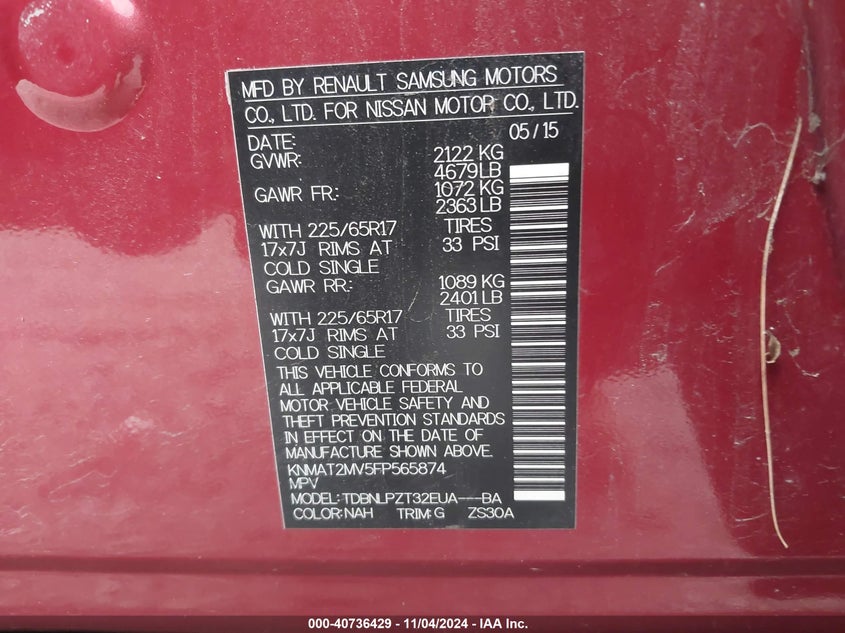 MFD BY RENAULT SAMSUNG MOTORS
CO., LTD. FOR NISSAN MOTOR CO., LTD.
DATE: 05/15
GVWR: 2122 KG
4679 LB
GAWR FR.: 1072 KG
2363 LB
WITH 225/65R17 TIRES
17x7J RIMS AT 33 PSI
COLD SINGLE
GAWR RR.: 1089 KG
2401 LB
WITH 225/65R17 TIRES
17x7J RIMS AT 33 PSI
COLD SINGLE
THIS VEHICLE CONFORMS TO
ALL APPLICABLE FEDERAL
MOTOR VEHICLE SAFETY AND
THEFT PREVENTION STANDARDS
IN EFFECT ON THE DATE OF
MANUFACTURE SHOWN ABOVE.
KNMAT2MV5FP565874
MPV
MODEL: TDBNLPZT32EUA---BA
COLOR: NAH TRIM: G ZS30A
000-40736429 - 11/04/2024 - IAA Inc.